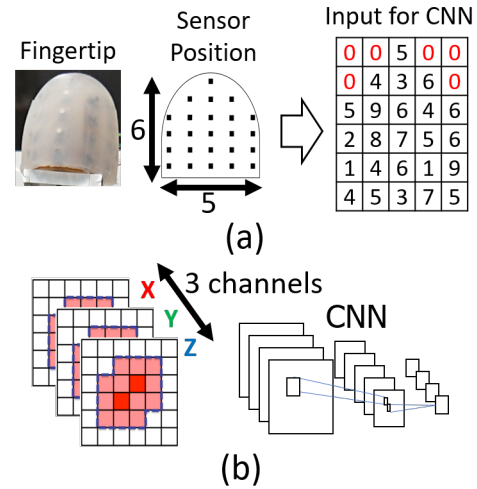 Fingertip
Sensor
Position
Input for CNN
6
5
0 0 5 0 0
0 4 3 6 0
5 9 6 4 6
2 8 7 5 6
1 4 6 1 9
4 5 3 7 5
(a)
X
Y
Z
3 channels
CNN
(b)